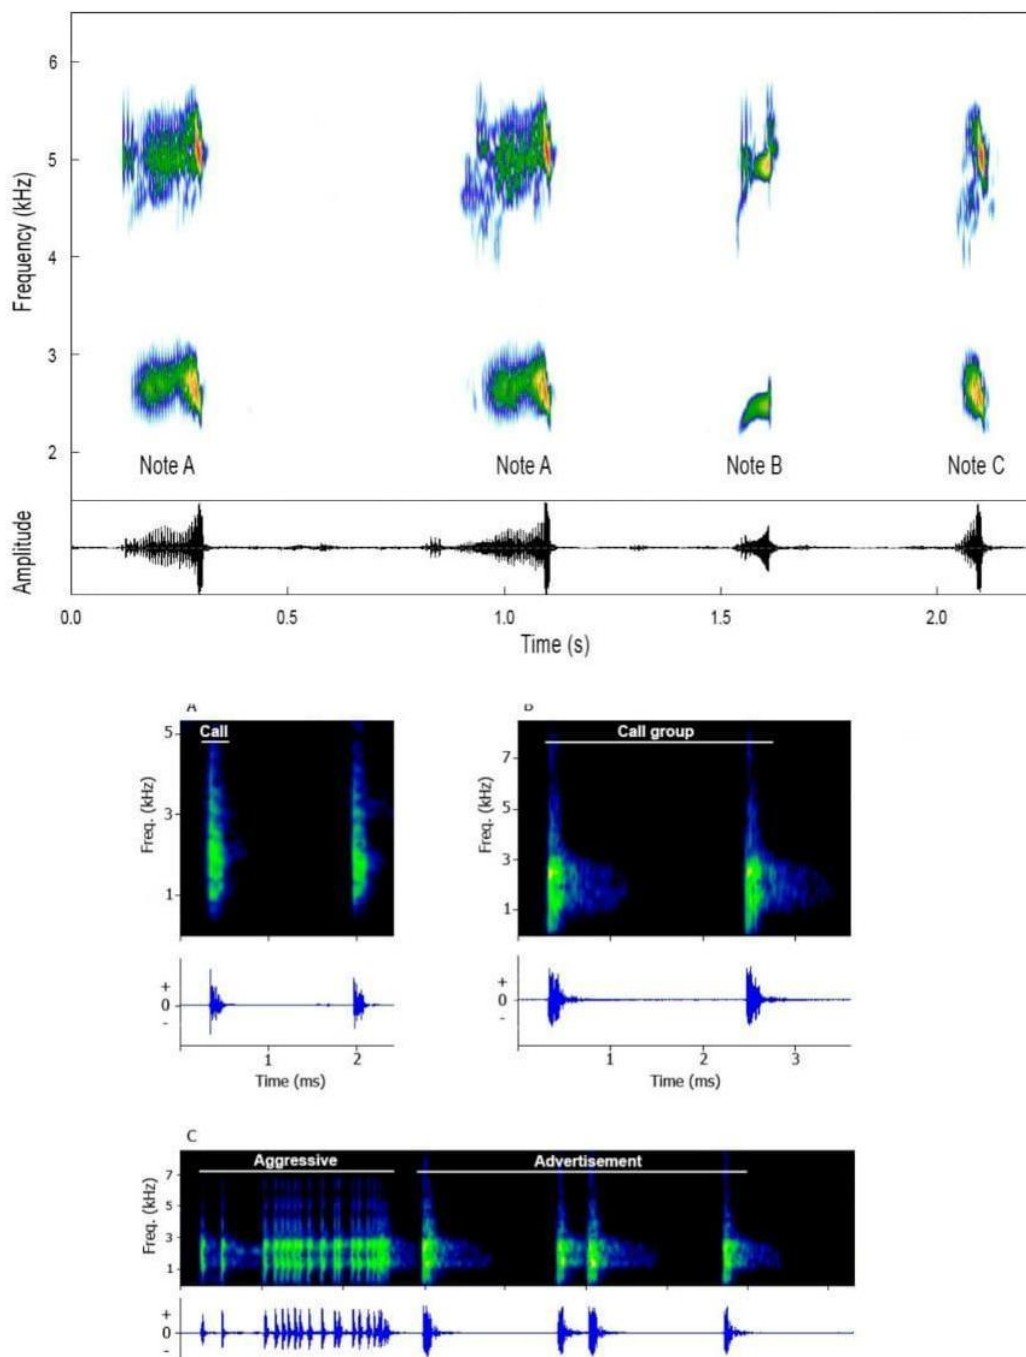 6
5
4
3
2
Frequency (kHz)
Note A Note A Note B Note C
Amplitude
0.0 0.5 1.0 1.5 2.0
Time (s)
A
5
3
1
Freq. (kHz)
Call
+
0
-
1 2
Time (ms)
B
7
5
3
1
Freq. (kHz)
Call group
+
0
-
1 2 3
Time (ms)
C
Aggressive Advertisement
7
5
3
1
Freq. (kHz)
+
0
-